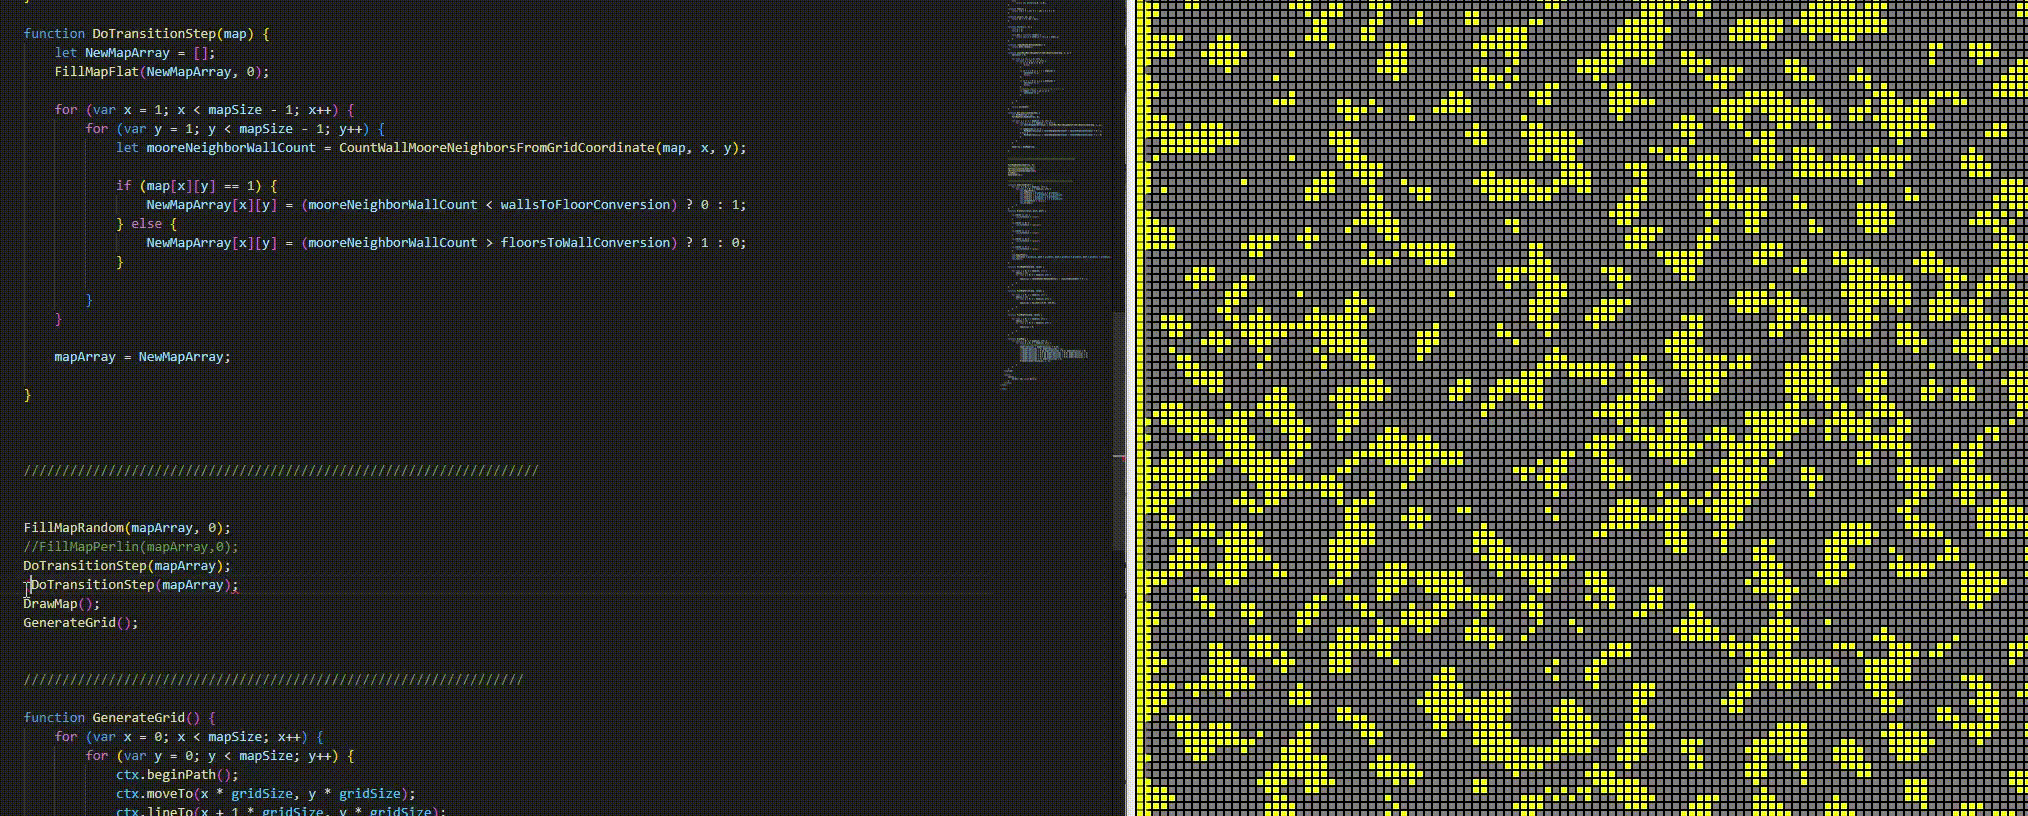 }
function DoTransitionStep(map) {
let NewMapArray = [];
FillMapFlat(NewMapArray, 0);
for (var x = 1; x < mapSize - 1; x++) {
for (var y = 1; y < mapSize - 1; y++) {
let mooreNeighborWallCount = CountWallMooreNeighborsFromGridCoordinate(map, x, y);
if (map[x][y] == 1) {
NewMapArray[x][y] = (mooreNeighborWallCount < wallsToFloorConversion) ? 0 : 1;
} else {
NewMapArray[x][y] = (mooreNeighborWallCount > floorsToWallConversion) ? 1 : 0;
}
}
}
mapArray = NewMapArray;
}
///////////////////////////////////////////////////////////////////
FillMapRandom(mapArray, 0);
//FillMapPerlin(mapArray,0);
DoTransitionStep(mapArray);
DoTransitionStep(mapArray);
DrawMap();
GenerateGrid();
/////////////////////////////////////////////////////////////////
function GenerateGrid() {
for (var x = 0; x < mapSize; x++) {
for (var y = 0; y < mapSize; y++) {
ctx.beginPath();
ctx.moveTo(x * gridSize, y * gridSize);
ctx.lineTo(x + 1 * gridSize, y * gridSize);